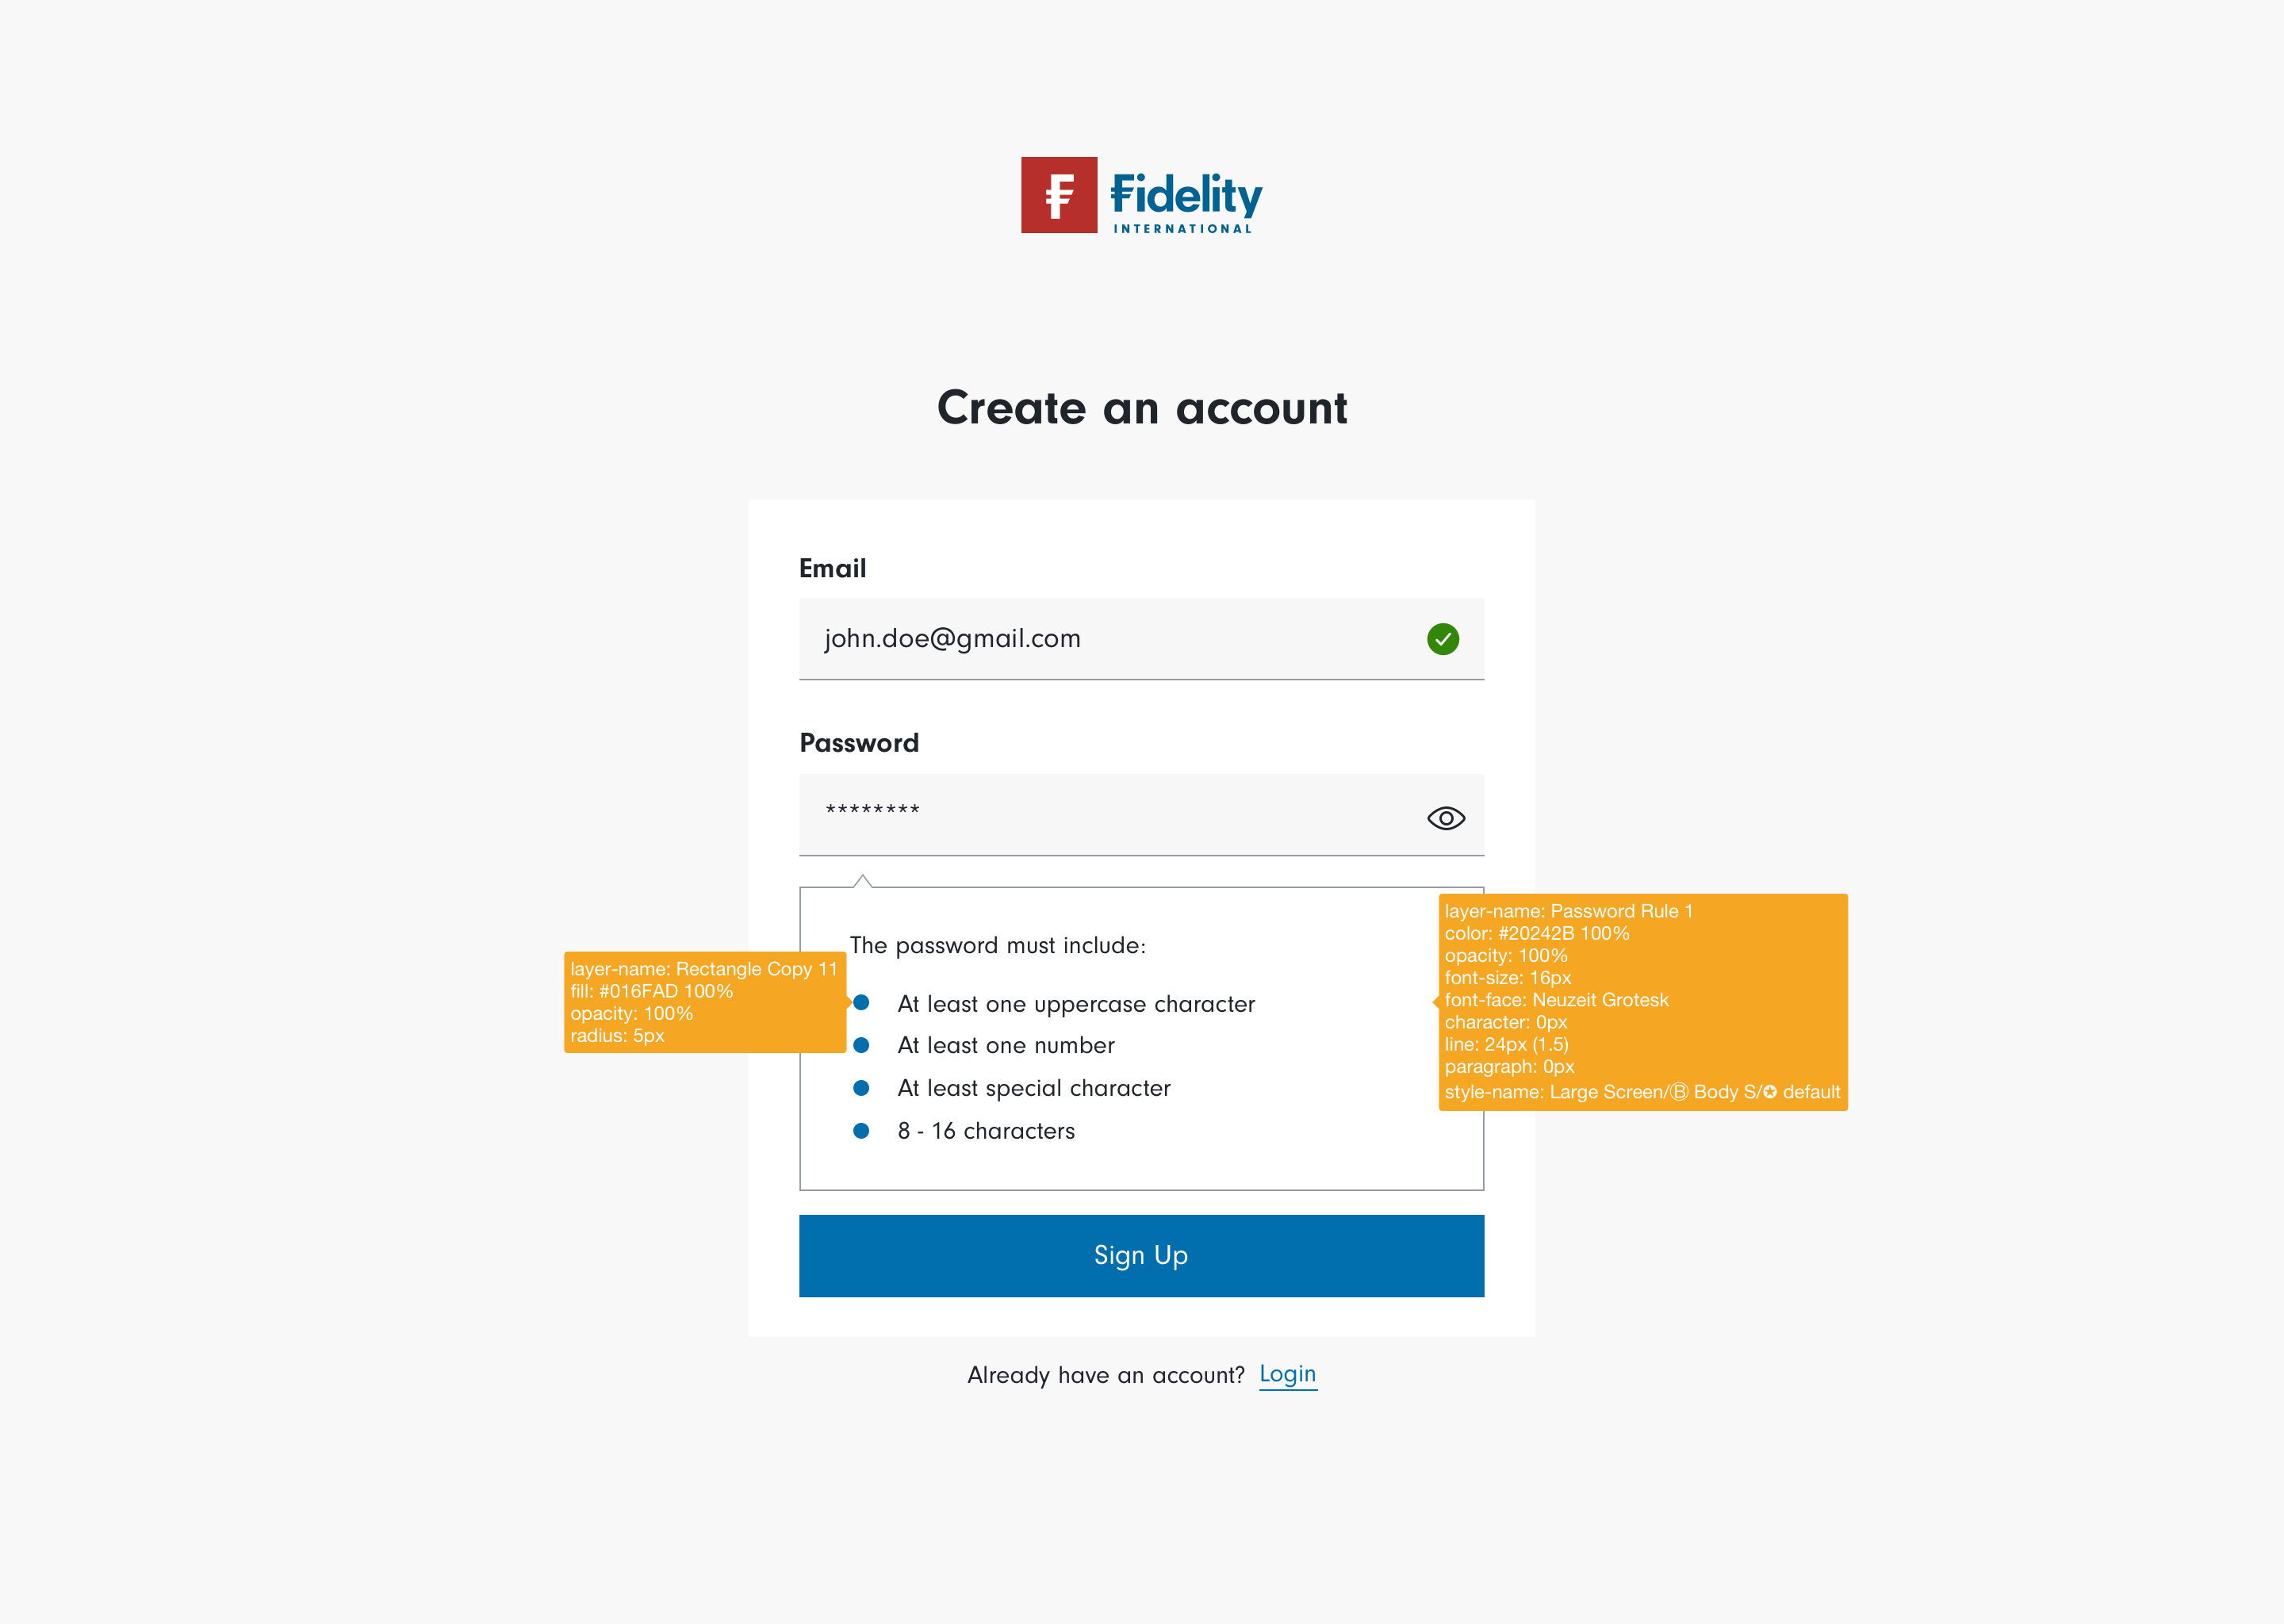 Fidelity
INTERNATIONAL
Create an account
Email
john.doe@gmail.com
Password
********
The password must include:
At least one uppercase character
At least one number
At least special character
8 - 16 characters
layer-name: Rectangle Copy 11
fill: #016FAD 100%
opacity: 100%
radius: 5px
layer-name: Password Rule 1
color: #20242B 100%
opacity: 100%
font-size: 16px
font-face: Neuzeit Grotesk
character: 0px
line: 24px (1.5)
paragraph: 0px
style-name: Large Screen/Ⓑ Body S/✪ default
Sign Up
Already have an account? Login